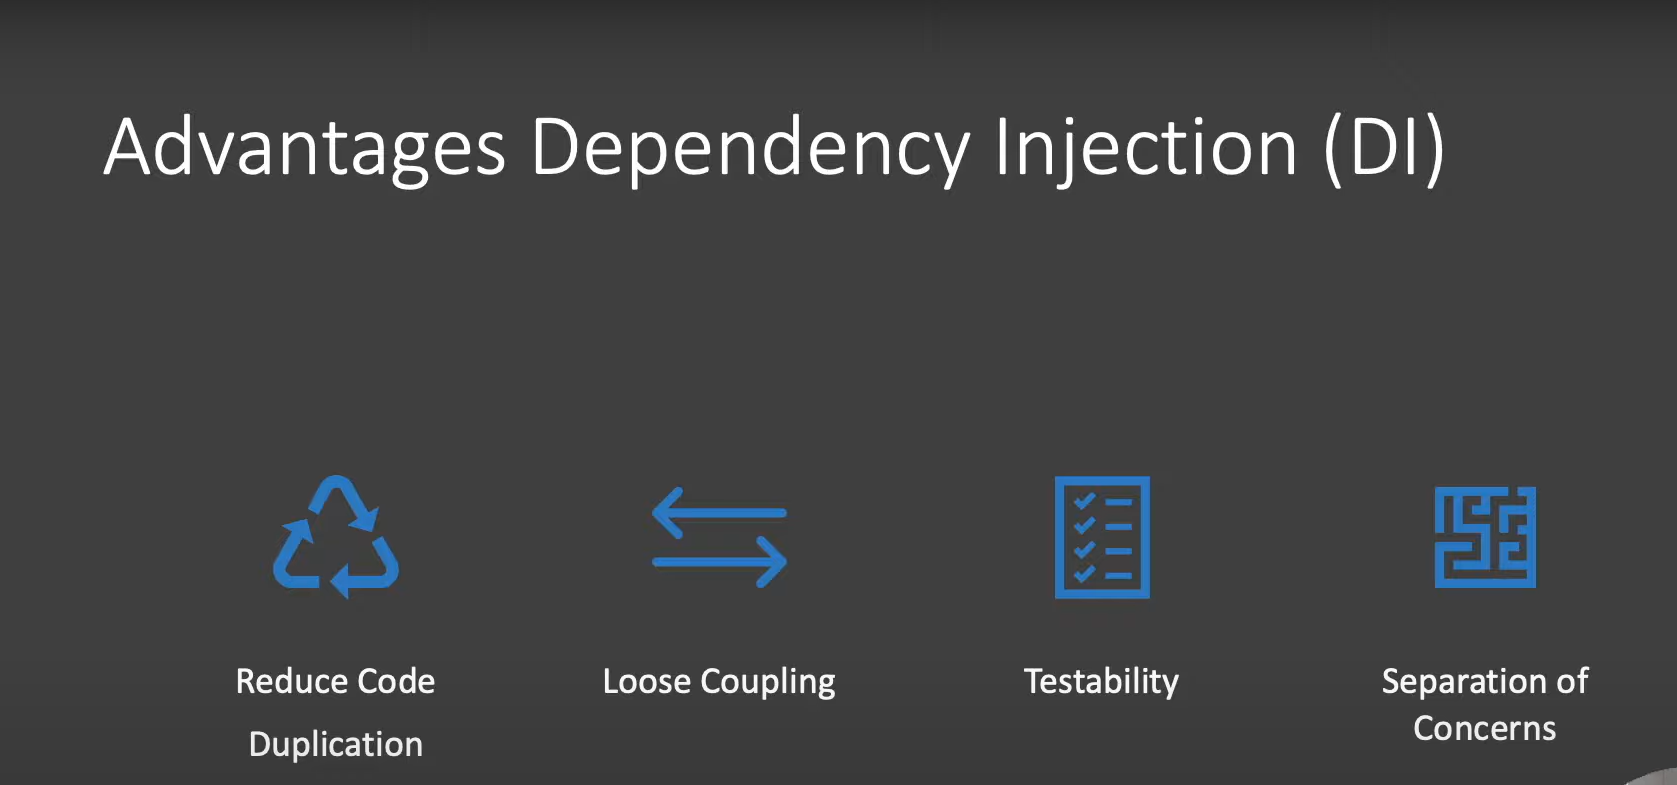 Advantages Dependency Injection (DI)
Reduce Code
Duplication
Loose Coupling
Testability
Separation of
Concerns